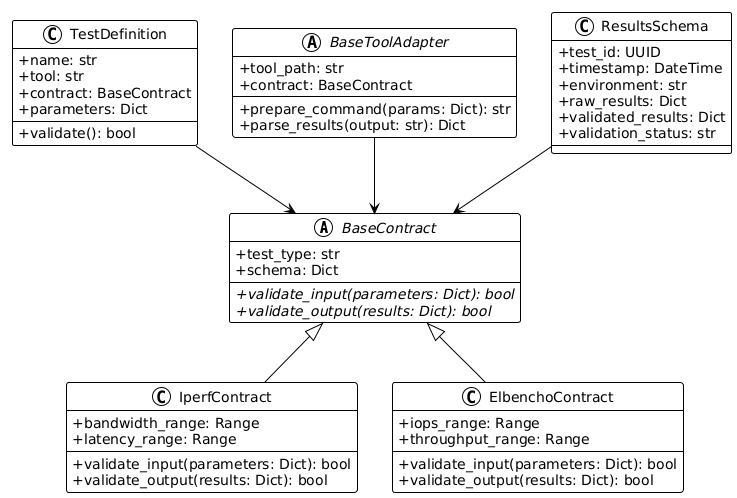 C TestDefinition
+name: str
+tool: str
+contract: BaseContract
+parameters: Dict
+validate(): bool
A BaseToolAdapter
+tool_path: str
+contract: BaseContract
+prepare_command(params: Dict): str
+parse_results(output: str): Dict
C ResultsSchema
+test_id: UUID
+timestamp: DateTime
+environment: str
+raw_results: Dict
+validated_results: Dict
+validation_status: str
A BaseContract
+test_type: str
+schema: Dict
+validate_input(parameters: Dict): bool
+validate_output(results: Dict): bool
C IperfContract
+bandwidth_range: Range
+latency_range: Range
+validate_input(parameters: Dict): bool
+validate_output(results: Dict): bool
C ElbenchoContract
+iops_range: Range
+throughput_range: Range
+validate_input(parameters: Dict): bool
+validate_output(results: Dict): bool